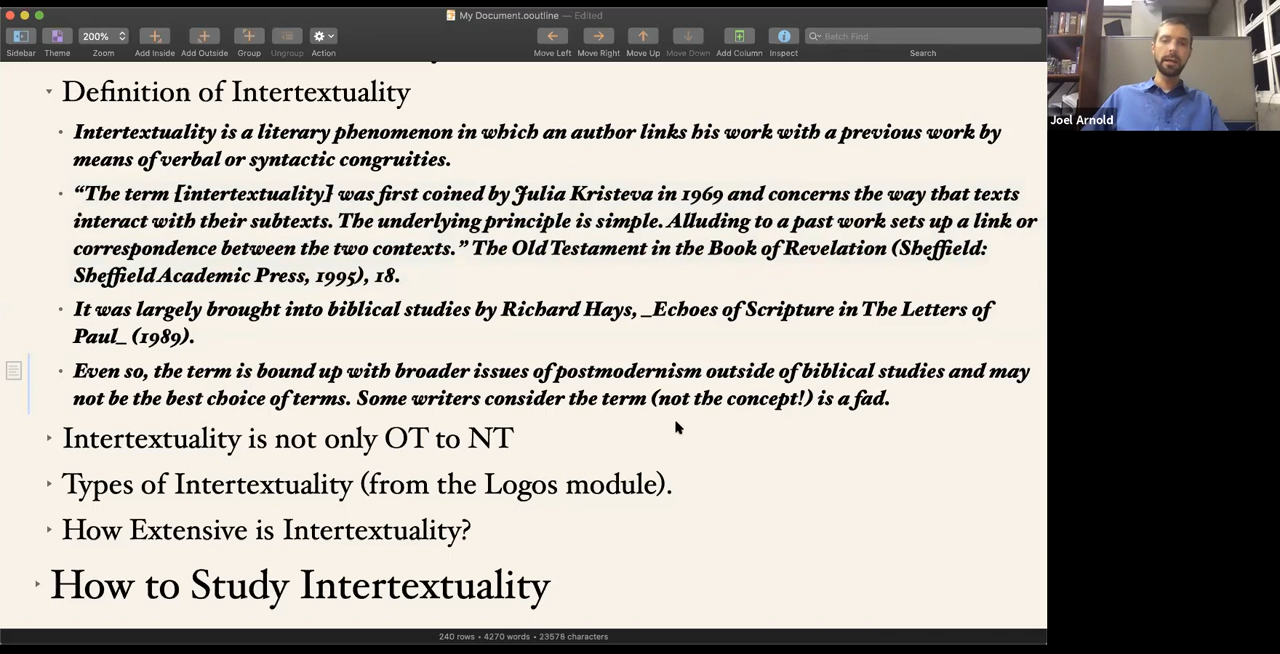 My Document.ooutline — Edited
200%
Batch Find
Sidebar Theme Zoom Add Inside Add Outside Group Ungroup Action Move Left Move Right Move Up Move Down Add Column Inspect Search
Definition of Intertextuality
Intertextuality is a literary phenomenon in which an author links his work with a previous work by
means of verbal or syntactic congruities.
“The term [intertextuality] was first coined by Julia Kristeva in 1969 and concerns the way that texts
interact with their subtexts. The underlying principle is simple. Alluding to a past work sets up a link or
correspondence between the two contexts.” The Old Testament in the Book of Revelation (Sheffield:
Sheffield Academic Press, 1995), 18.
It was largely brought into biblical studies by Richard Hays, _Echoes of Scripture in The Letters of
Paul_ (1989).
Even so, the term is bound up with broader issues of postmodernism outside of biblical studies and may
not be the best choice of terms. Some writers consider the term (not the concept!) is a fad.
Intertextuality is not only OT to NT
Types of Intertextuality (from the Logos module).
How Extensive is Intertextuality?
How to Study Intertextuality
240 rows • 4270 words • 23578 characters
Joel Arnold